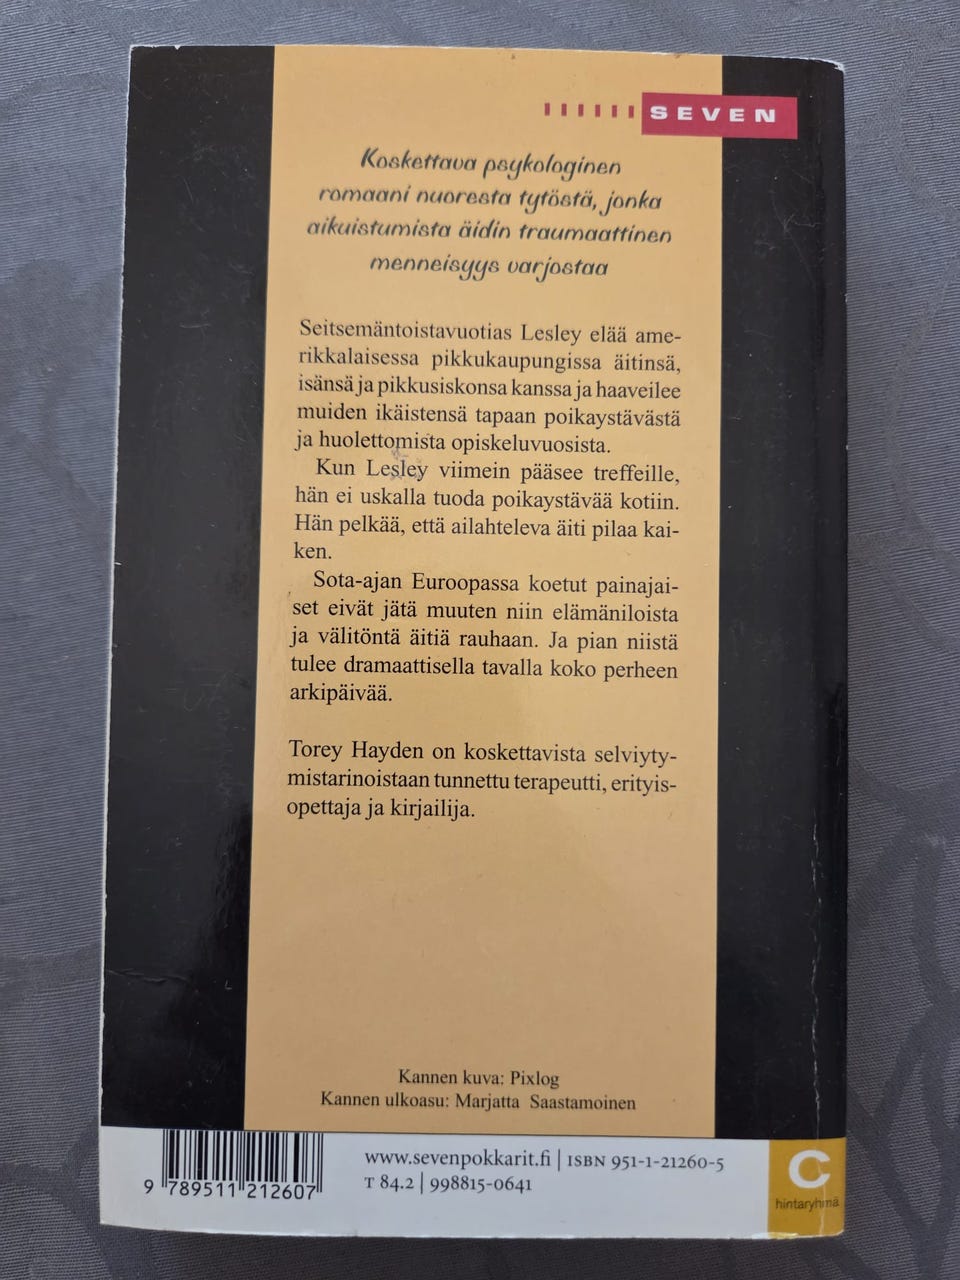 SEVEN
Koskettava psykologinen
romaani nuoresta tytöstä, jonka
aikuistumista äidin traumaattinen
menneisyys varjostaa
Seitsemäntoistavuotias Lesley elää ame-
rikkalaisessa pikkukaupungissa äitinsä,
isänsä ja pikkusiskonsa kanssa ja haaveilee
muiden ikäistensä tapaan poikaystävästä
ja huolettomista opiskeluvuosista.
Kun Lesley viimein pääsee treffeille,
hän ei uskalla tuoda poikaystävää kotiin.
Hän pelkää, että ailahteleva äiti pilaa kai-
ken.
Sota-ajan Euroopassa koetut painajai-
set eivät jätä muuten niin elämäniloista
ja välitöntä äitiä rauhaan. Ja pian niistä
tulee dramaattisella tavalla koko perheen
arkipäivää.
Torey Hayden on koskettavista selviyty-
mistarinoistaan tunnettu terapeutti, erityis-
opettaja ja kirjailija.
Kannen kuva: Pixlog
Kannen ulkoasu: Marjatta Saastamoinen
www.sevenpokkarit.fi | ISBN 951-1-21260-5
T 84.2 | 998815-0641
9 789511 212607
C
hintaryhmä